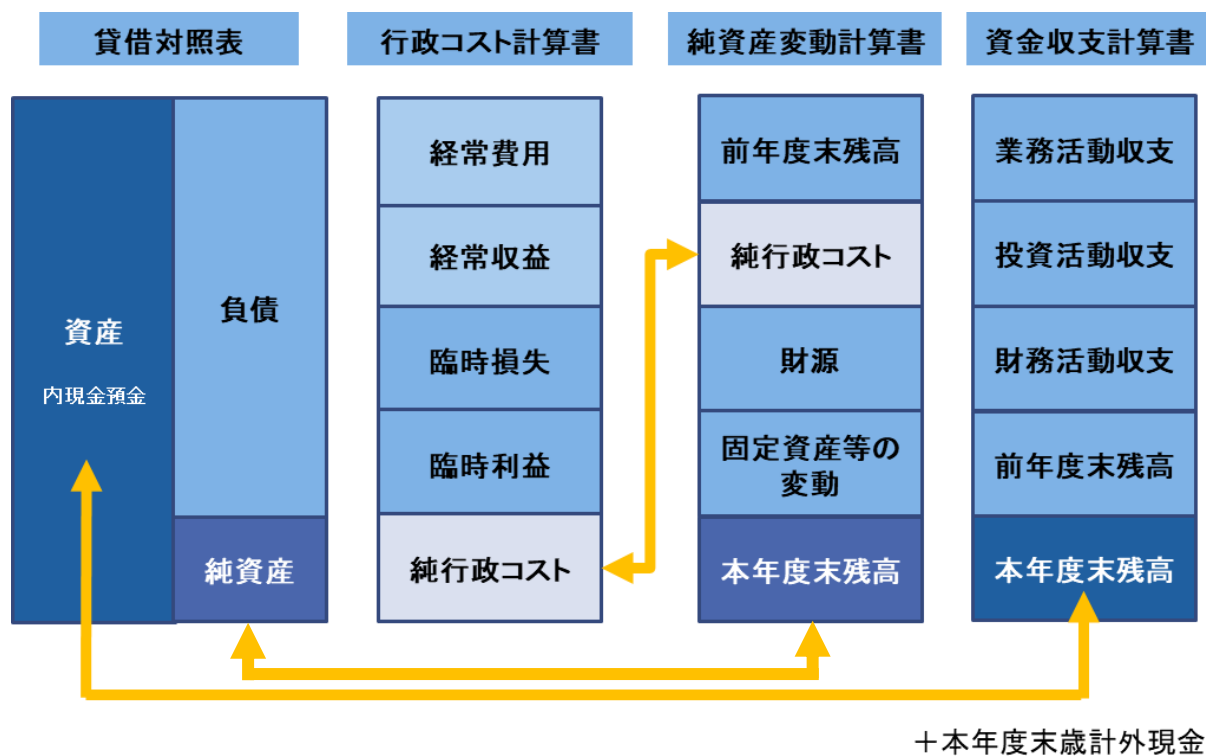 貸借対照表
行政コスト計算書
純資産変動計算書
資金収支計算書
資産
内現金預金
負債
純資産
経常費用
経常収益
臨時損失
臨時利益
純行政コスト
前年度末残高
純行政コスト
財源
固定資産等の
変動
本年度末残高
業務活動収支
投資活動収支
財務活動収支
前年度末残高
本年度末残高
＋本年度末歳計外現金